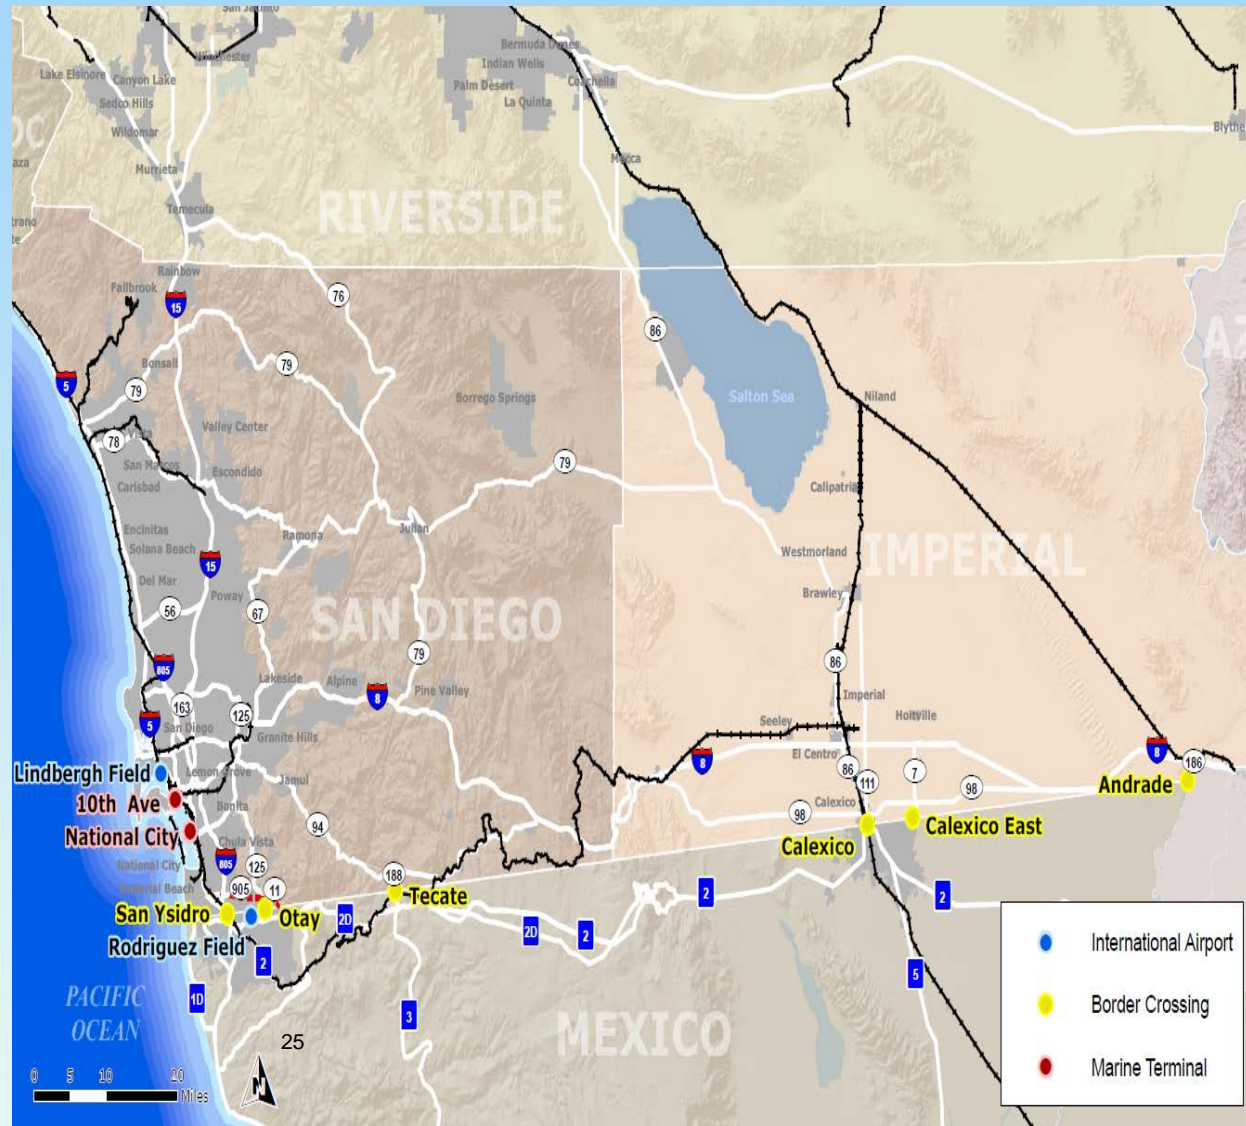 San Jacinto
Winchester
Bermuda Dunes
Indian Wells
Coachella
Lake Elsinore
Canyon Lake
Palm Desert
La Quinta
Sedco Hills
Wildomar
Blythe
OC
Murrieta
Mecca
Temecula
RIVERSIDE
Rainbow
Fallbrook
15
76
86
79
Bonsall
5
79
Borrego Springs
Salton Sea
Niland
AZ
Vista
78
Valley Center
San Marcos
Escondido
79
Carlsbad
Calipatria
Encinitas
Ramona
Julian
Solana Beach
15
Westmorland
IMPERIAL
Del Mar
Poway
Brawley
56
67
SAN DIEGO
79
86
805
Lakeside
Alpine
8
Pine Valley
Imperial
163
125
5
San Diego
Seeley
Holtville
Granite Hills
El Centro
8
8
186
Lindbergh Field
Lemon Grove
Jamul
86
111
7
98
Andrade
10th Ave
Bonita
94
98
Calexico
National City
Chula Vista
Calexico
Calexico East
National City
805
125
188
Imperial Beach
905
11
Tecate
2
2
San Ysidro
Otay
2D
2D
2
Rodriguez Field
2
5
International Airport
1D
3
PACIFIC
OCEAN
Border Crossing
25
MEXICO
N
Marine Terminal
0 5 10 20
Miles